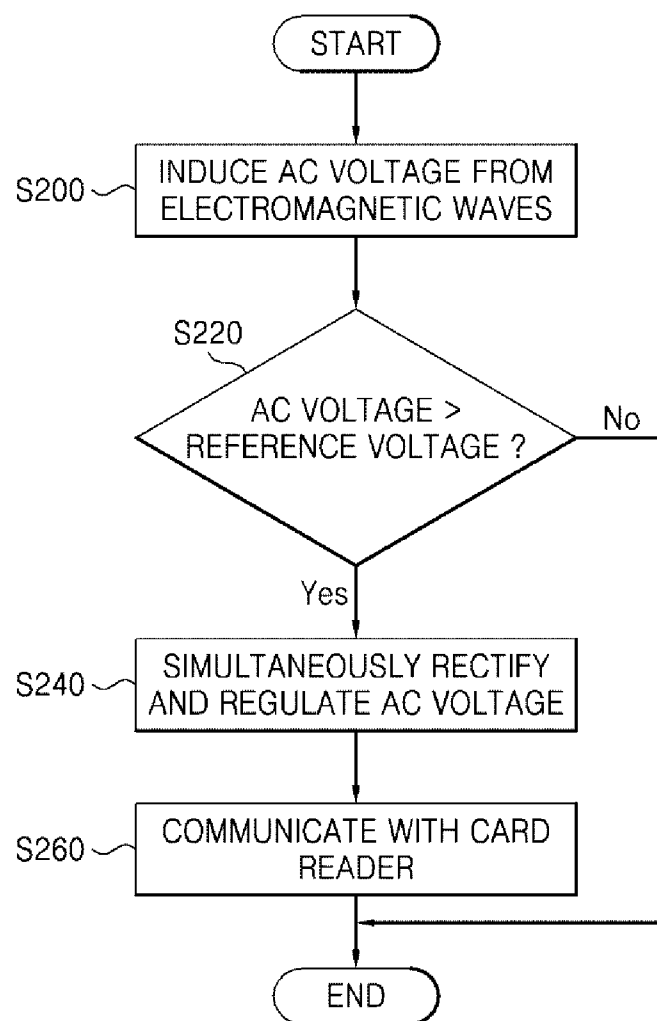 START
S200
INDUCE AC VOLTAGE FROM
ELECTROMAGNETIC WAVES
S220
AC VOLTAGE >
REFERENCE VOLTAGE ?
No
Yes
S240
SIMULTANEOUSLY RECTIFY
AND REGULATE AC VOLTAGE
S260
COMMUNICATE WITH CARD
READER
END